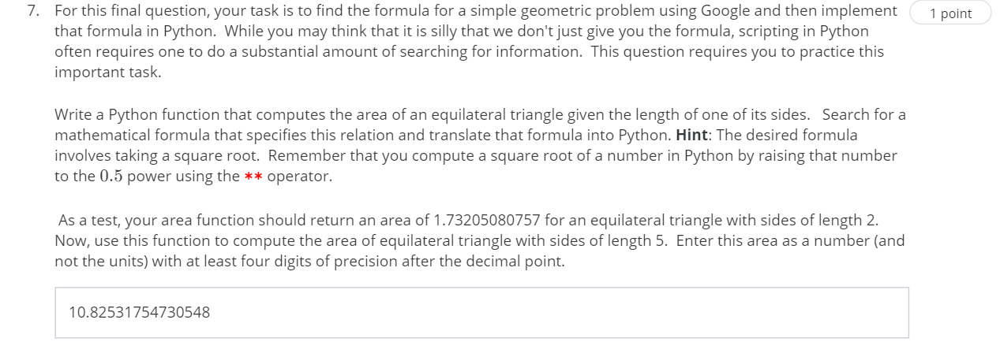 7. For this final question, your task is to find the formula for a simple geometric problem using Google and then implement
1 point
that formula in Python. While you may think that it is silly that we don't just give you the formula, scripting in Python
often requires one to do a substantial amount of searching for information. This question requires you to practice this
important task.
Write a Python function that computes the area of an equilateral triangle given the length of one of its sides. Search for a
mathematical formula that specifies this relation and translate that formula into Python. Hint: The desired formula
involves taking a square root. Remember that you compute a square root of a number in Python by raising that number
to the 0.5 power using the ** operator.
As a test, your area function should return an area of 1.73205080757 for an equilateral triangle with sides of length 2.
Now, use this function to compute the area of equilateral triangle with sides of length 5. Enter this area as a number (and
not the units) with at least four digits of precision after the decimal point.
10.82531754730548